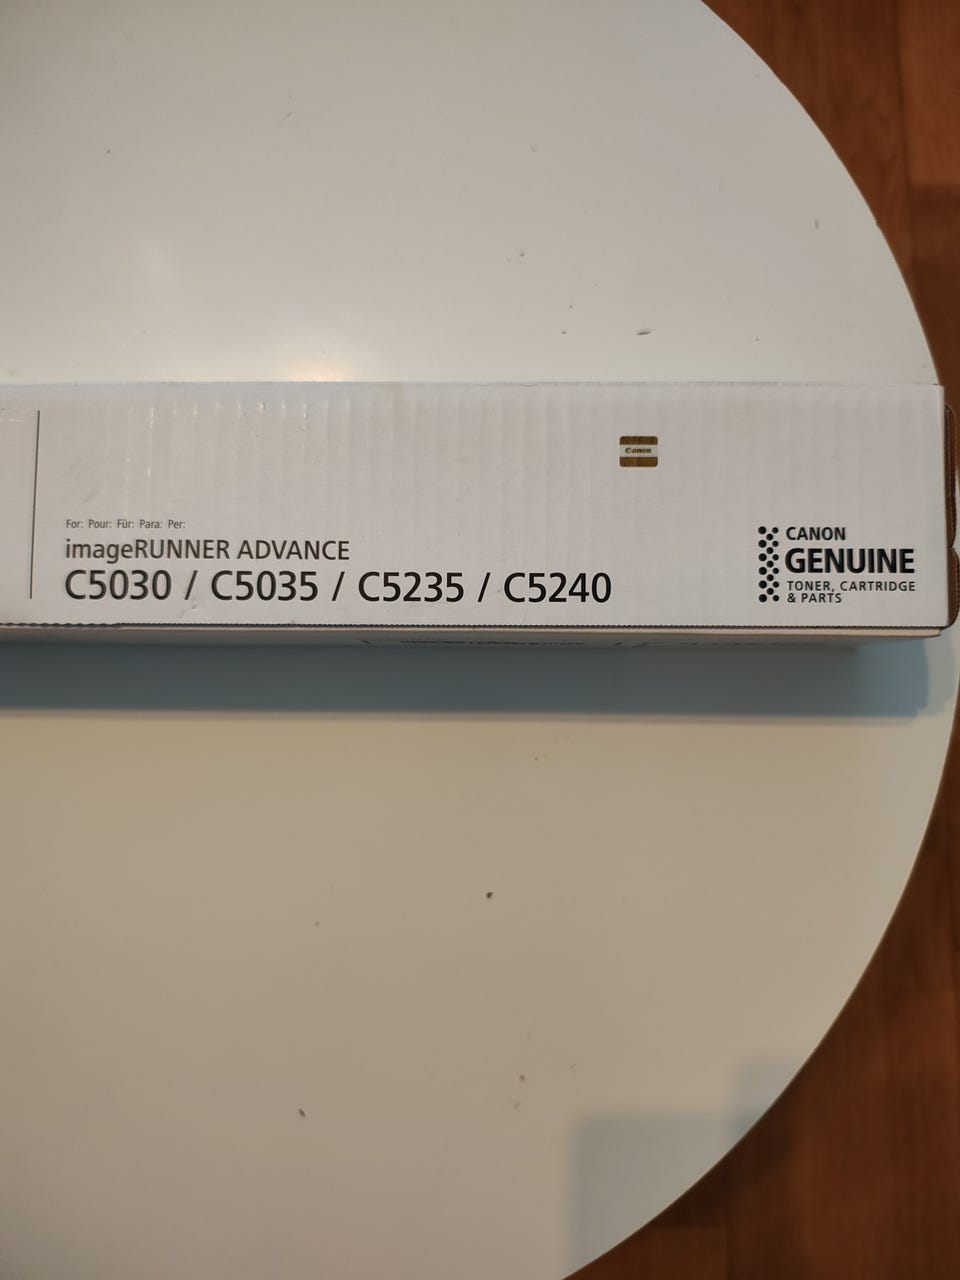 Canon
For: Pour: Für: Para: Per:
imageRUNNER ADVANCE
C5030 / C5035 / C5235 / C5240
CANON
GENUINE
TONER, CARTRIDGE
& PARTS